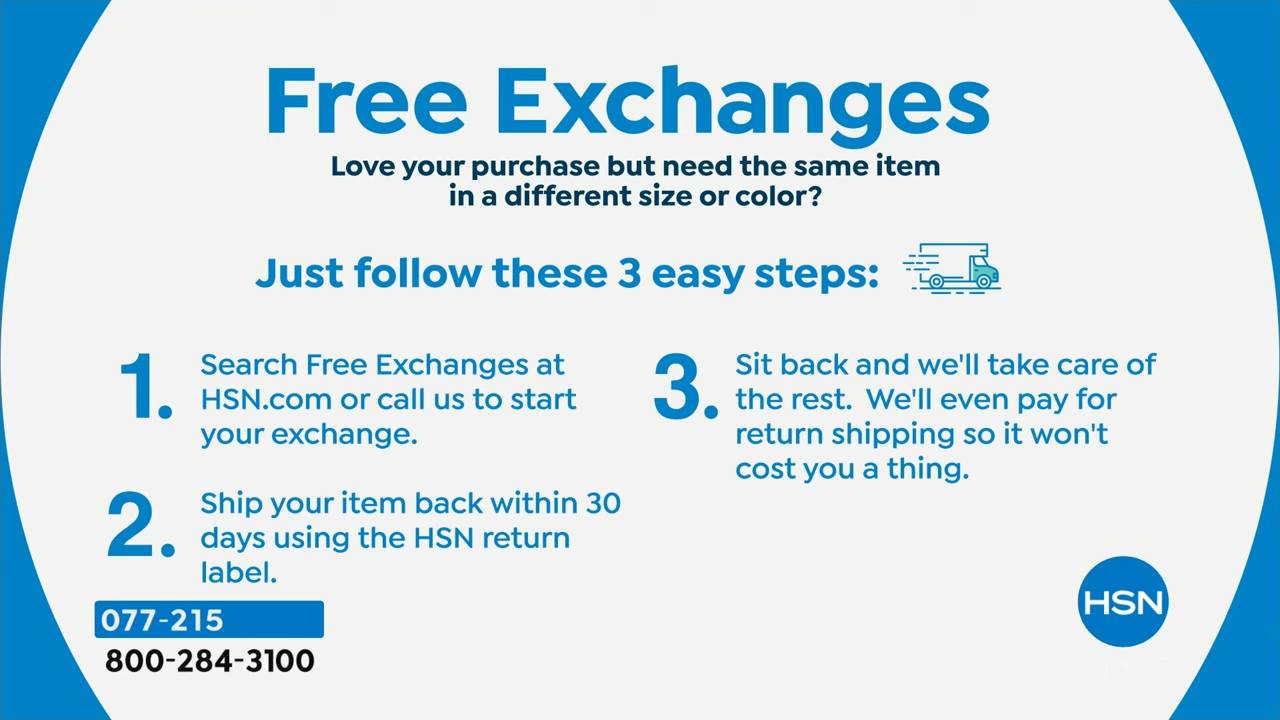 Free Exchanges
Love your purchase but need the same item
in a different size or color?
Just follow these 3 easy steps:
1. Search Free Exchanges at
HSN.com or call us to start
your exchange.
2. Ship your item back within 30
days using the HSN return
label.
3. Sit back and we'll take care of
the rest.  We'll even pay for
return shipping so it won't
cost you a thing.
077-215
800-284-3100
HSN